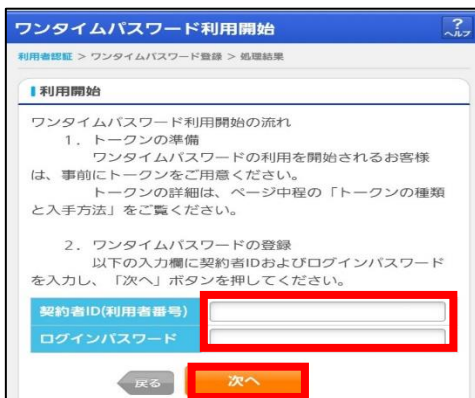 ワンタイムパスワード利用開始
?
ヘルプ
利用者認証 > ワンタイムパスワード登録 > 処理結果
利用開始
ワンタイムパスワード利用開始の流れ
１．トークンの準備
ワンタイムパスワードの利用を開始されるお客様
は、事前にトークンをご用意ください。
トークンの詳細は、ページ中程の「トークンの種類
と入手方法」をご覧ください。
２．ワンタイムパスワードの登録
以下の入力欄に契約者IDおよびログインパスワード
を入力し、「次へ」ボタンを押してください。
契約者ID(利用者番号)
ログインパスワード
戻る
次へ